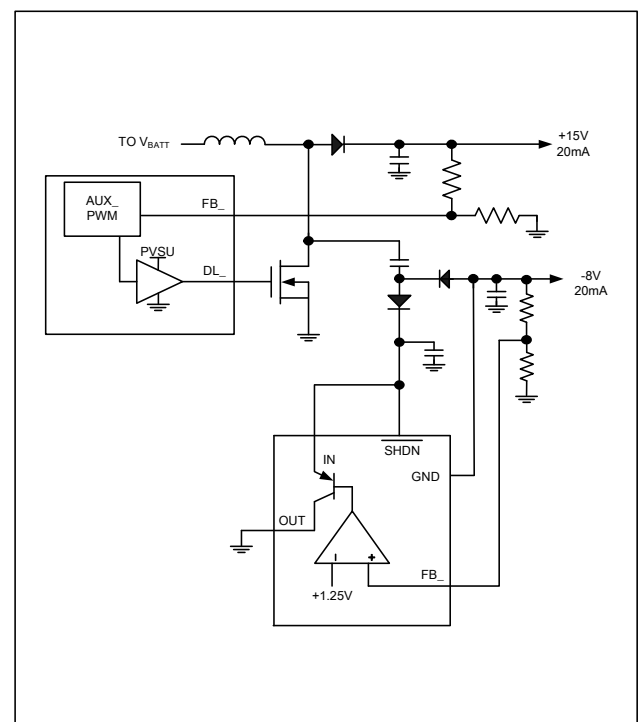 TO VBATT
+15V
20mA
AUX_
PWM
FB_
PVSU
DL_
-8V
20mA
SHDN
IN
GND
OUT
- +
FB_
+1.25V